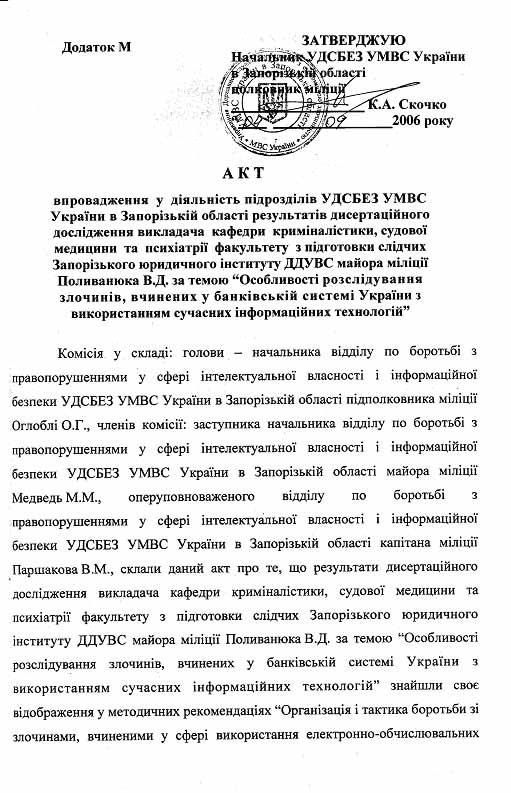 Додаток М
ЗАТВЕРДЖУЮ
Начальник УДСБЕЗ УМВС України
в Запорізькій області
полковник міліції
К.А. Скочко
09 2006 року
А К Т
впровадження у діяльність підрозділів УДСБЕЗ УМВС
України в Запорізькій області результатів дисертаційного
дослідження викладача кафедри криміналістики, судової
медицини та психіатрії факультету з підготовки слідчих
Запорізького юридичного інституту ДДУВС майора міліції
Поливанюка В.Д. за темою “Особливості розслідування
злочинів, вчинених у банківській системі України з
використанням сучасних інформаційних технологій”
Комісія у складі: голови – начальника відділу по боротьбі з
правопорушеннями у сфері інтелектуальної власності і інформаційної
безпеки УДСБЕЗ УМВС України в Запорізькій області підполковника міліції
Оглоблі О.Г., членів комісії: заступника начальника відділу по боротьбі з
правопорушеннями у сфері інтелектуальної власності і інформаційної
безпеки УДСБЕЗ УМВС України в Запорізькій області майора міліції
Медведь М.М., оперуповноваженого відділу по боротьбі з
правопорушеннями у сфері інтелектуальної власності і інформаційної
безпеки УДСБЕЗ УМВС України в Запорізькій області капітана міліції
Паршакова В.М., склали даний акт про те, що результати дисертаційного
дослідження викладача кафедри криміналістики, судової медицини та
психіатрії факультету з підготовки слідчих Запорізького юридичного
інституту ДДУВС майора міліції Поливанюка В.Д. за темою “Особливості
розслідування злочинів, вчинених у банківській системі України з
використанням сучасних інформаційних технологій” знайшли своє
відображення у методичних рекомендаціях “Організація і тактика боротьби зі
злочинами, вчиненими у сфері використання електронно-обчислювальних